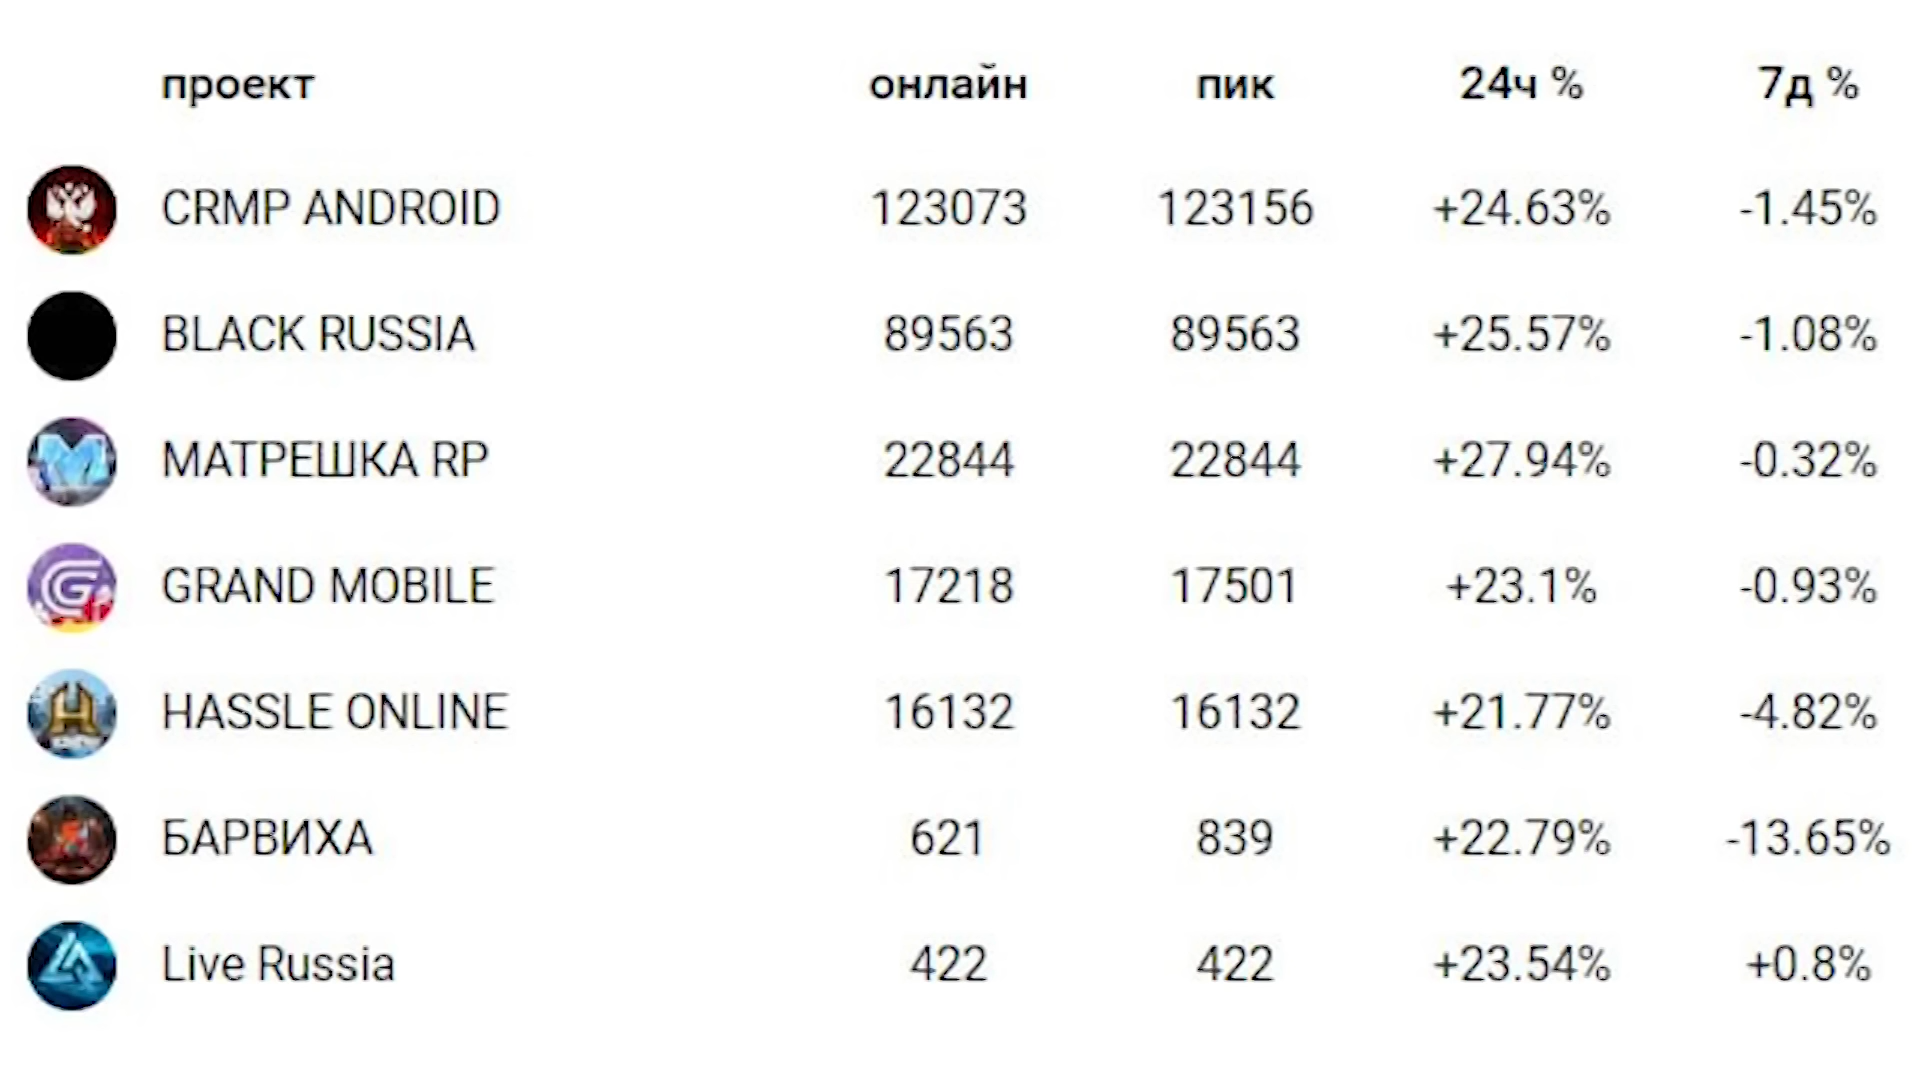 проект онлайн пик 24ч % 7д %
CRMP ANDROID 123073 123156 +24.63% -1.45%
BLACK RUSSIA 89563 89563 +25.57% -1.08%
МАТРЕШКА RP 22844 22844 +27.94% -0.32%
GRAND MOBILE 17218 17501 +23.1% -0.93%
HASSLE ONLINE 16132 16132 +21.77% -4.82%
БАРВИХА 621 839 +22.79% -13.65%
Live Russia 422 422 +23.54% +0.8%